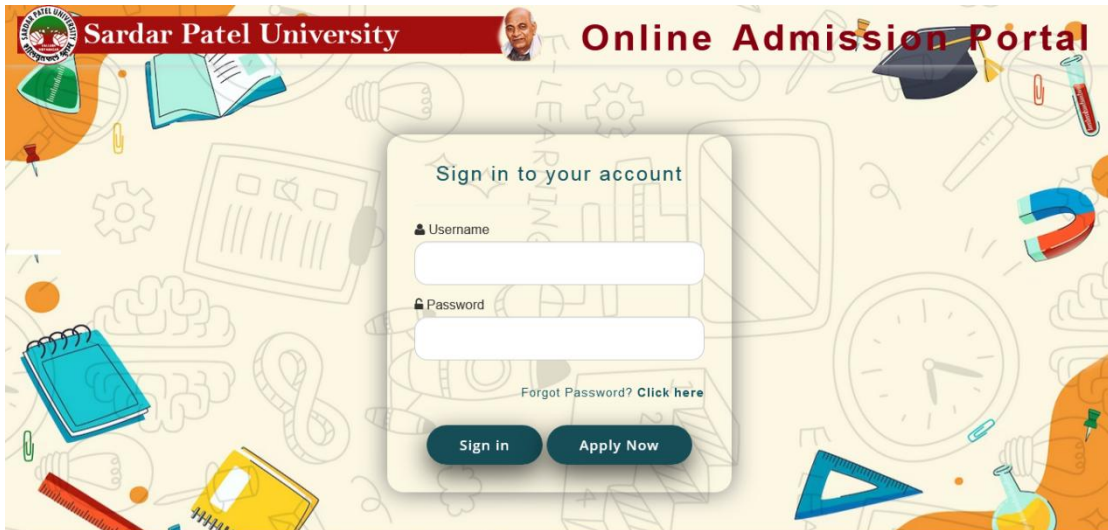 Sardar Patel University
Online Admission Portal
E-LEARNING
Sign in to your account
Username
Password
Forgot Password? Click here
Sign in
Apply Now